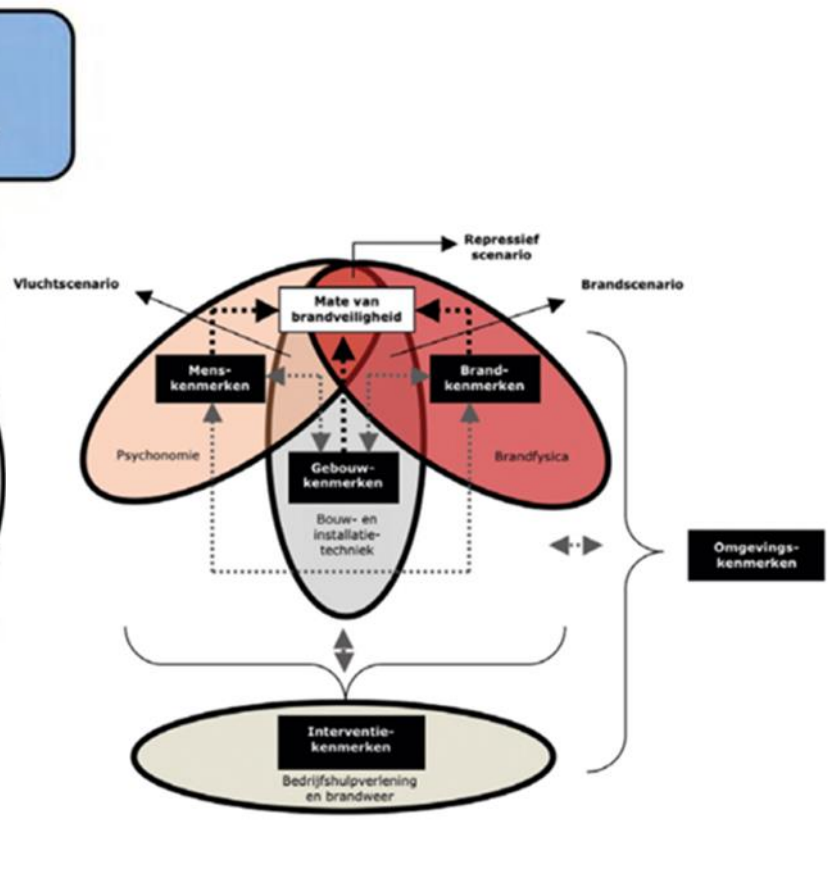 Repressief
scenario
Vluchtscenario
Brandscenario
Mate van
brandveiligheid
Mens-
kenmerken
Brand-
kenmerken
Psychonomie
Brandfysica
Gebouw-
kenmerken
Bouw- en
installatie-
techniek
Omgevings-
kenmerken
Interventie-
kenmerken
Bedrijfshulpverlening
en brandweer